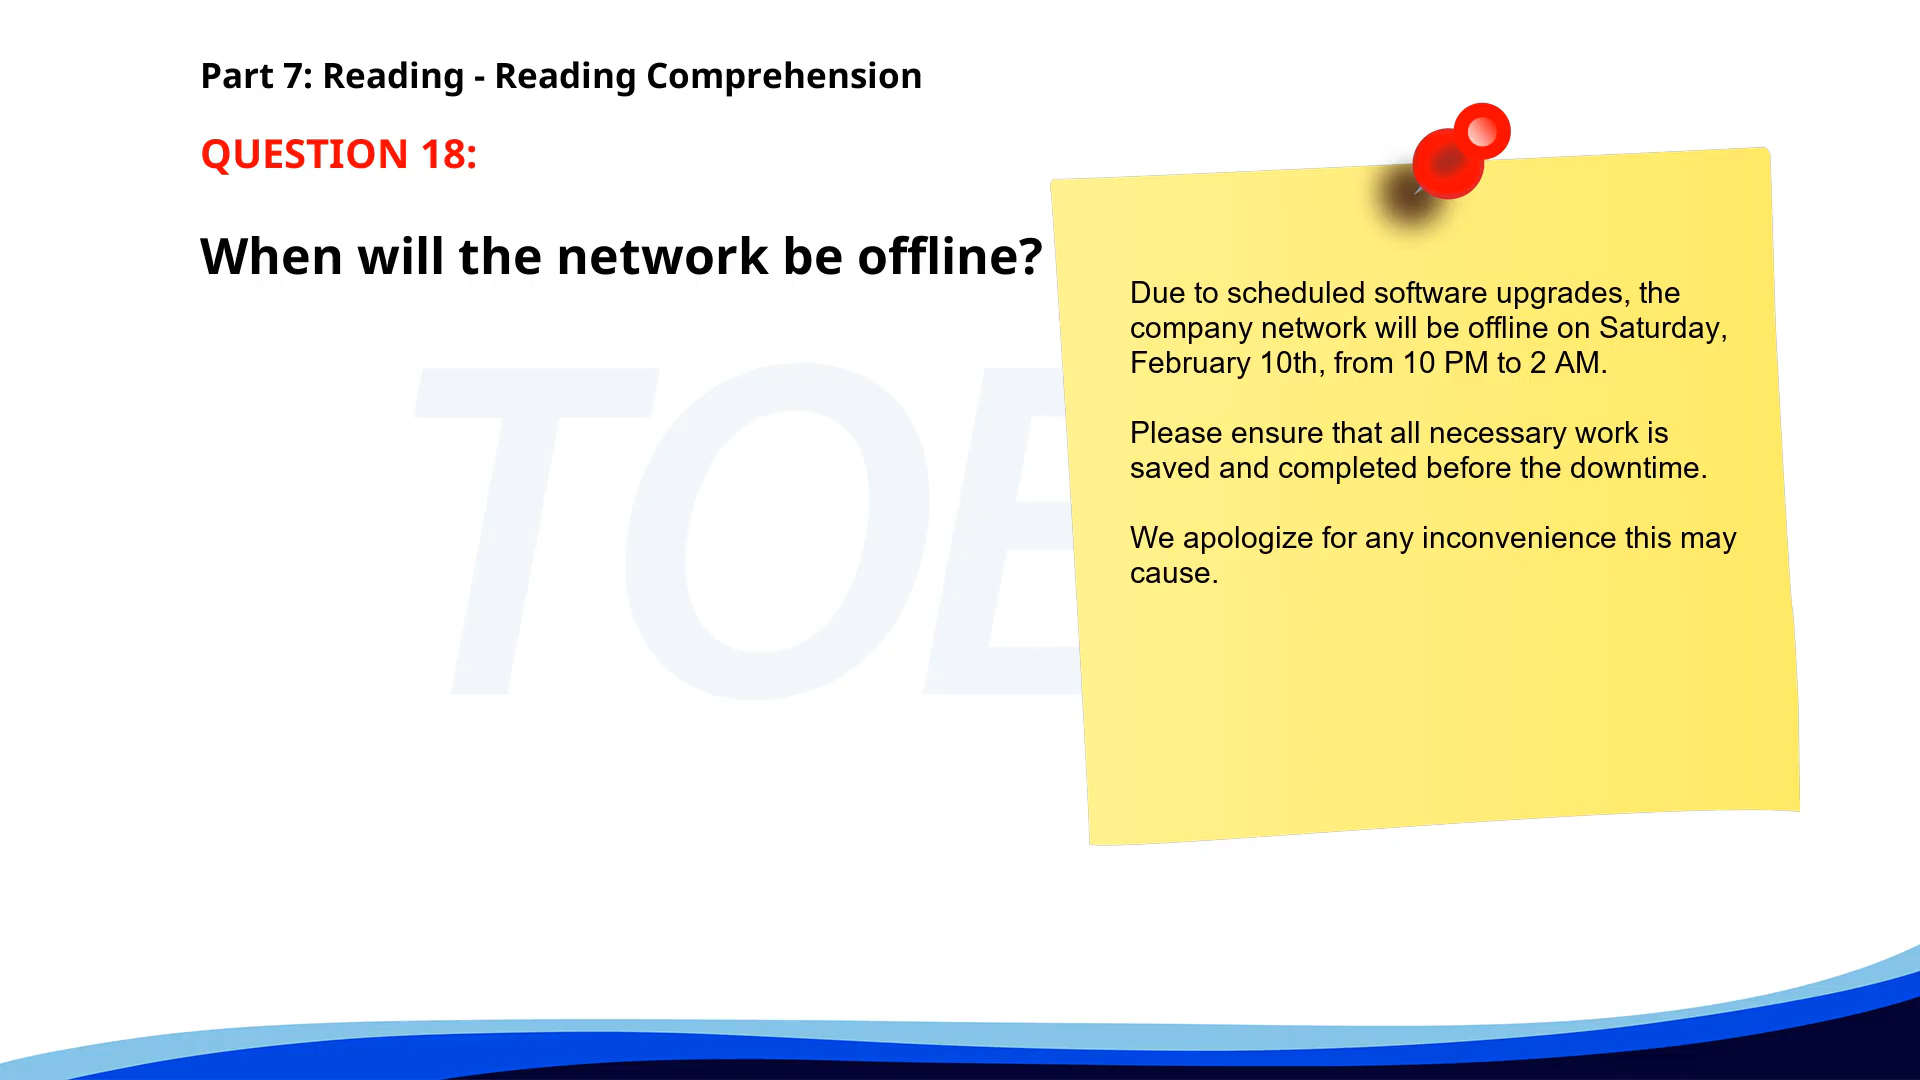 Part 7: Reading - Reading Comprehension
QUESTION 18:
When will the network be offline?
Due to scheduled software upgrades, the
company network will be offline on Saturday,
February 10th, from 10 PM to 2 AM.
Please ensure that all necessary work is
saved and completed before the downtime.
We apologize for any inconvenience this may
cause.
TOE